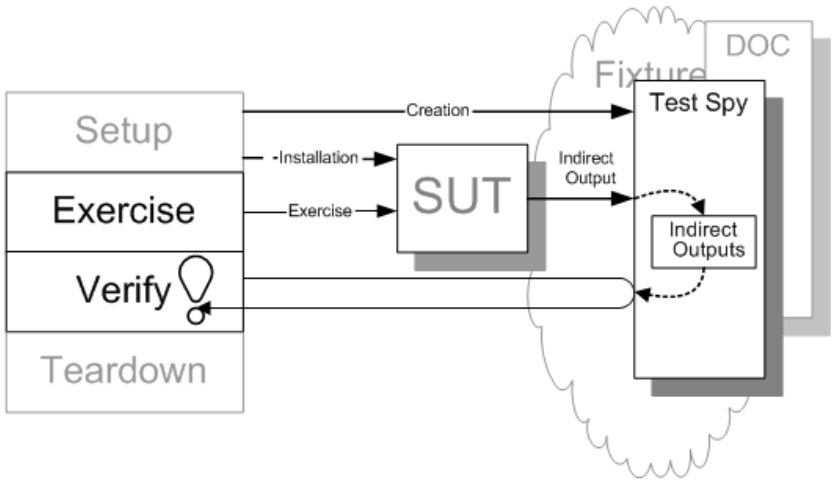 Setup
Exercise
Verify
Teardown
Creation
-Installation
Exercise
SUT
Indirect
Output
Fixture
DOC
Test Spy
Indirect
Outputs